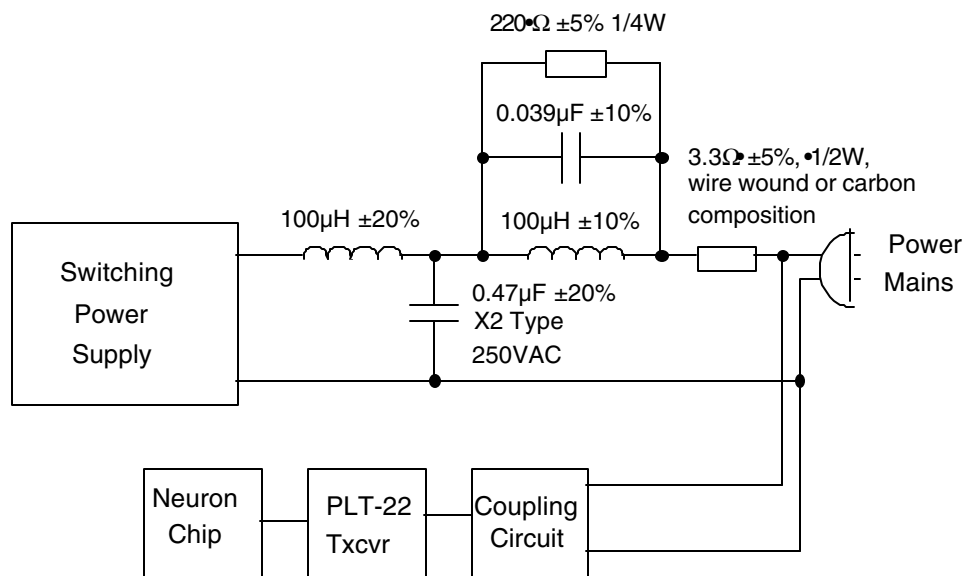 220•Ω ±5% 1/4W
0.039µF ±10%
3.3Ω• ±5%, •1/2W,
wire wound or carbon
composition
100µH ±20%
100µH ±10%
Power
Mains
Switching
Power
Supply
0.47µF ±20%
X2 Type
250VAC
Neuron
Chip
PLT-22
Txcvr
Coupling
Circuit